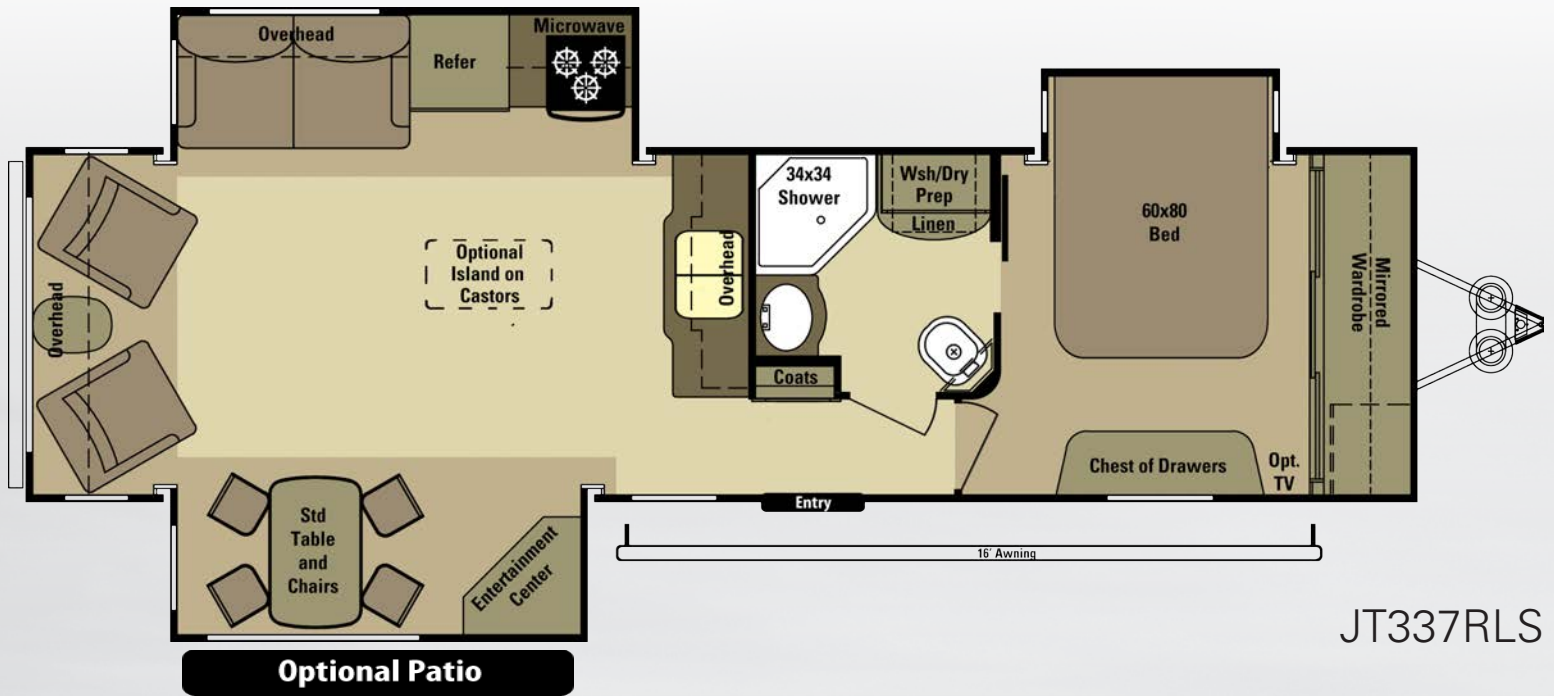 Overhead
Refer
Microwave
34x34
Shower
Wsh/Dry
Prep
Linen
60x80
Bed
Mirrored
Wardrobe
Overhead
Optional
Island on
Castors
Overhead
Coats
Chest of Drawers
Opt.
TV
Entry
Std
Table
and
Chairs
Entertainment
Center
16' Awning
JT337RLS
Optional Patio